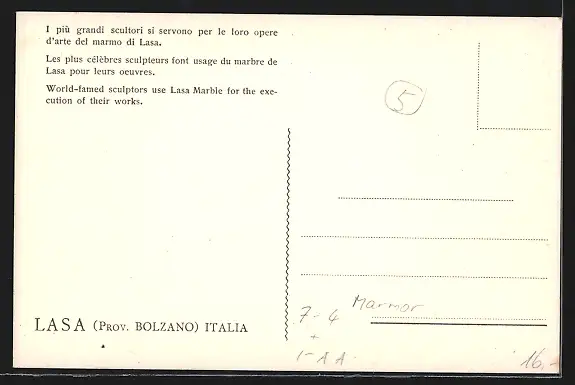 I più grandi scultori si servono per le loro opere
d'arte del marmo di Lasa.
Les plus célèbres sculpteurs font usage du marbre de
Lasa pour leurs oeuvres.
World-famed sculptors use Lasa Marble for the exe-
cution of their works.
5
LASA (PROV. BOLZANO) ITALIA
7-4 Marmor
+
1-AA
16.-